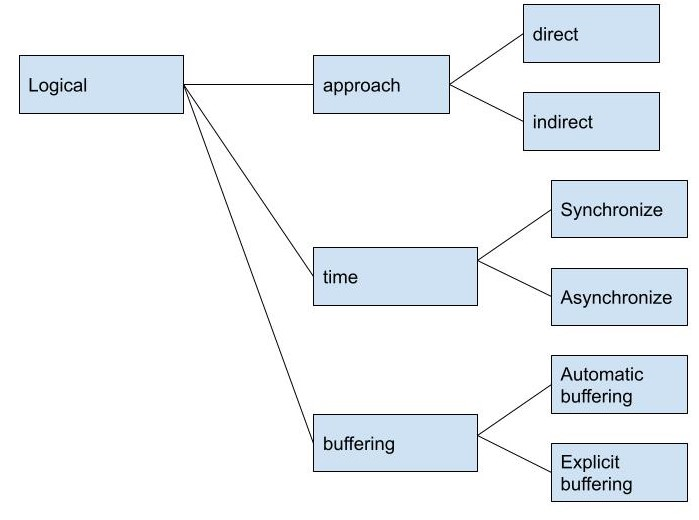 direct
Logical
approach
indirect
Synchronize
time
Asynchronize
Automatic
buffering
buffering
Explicit
buffering